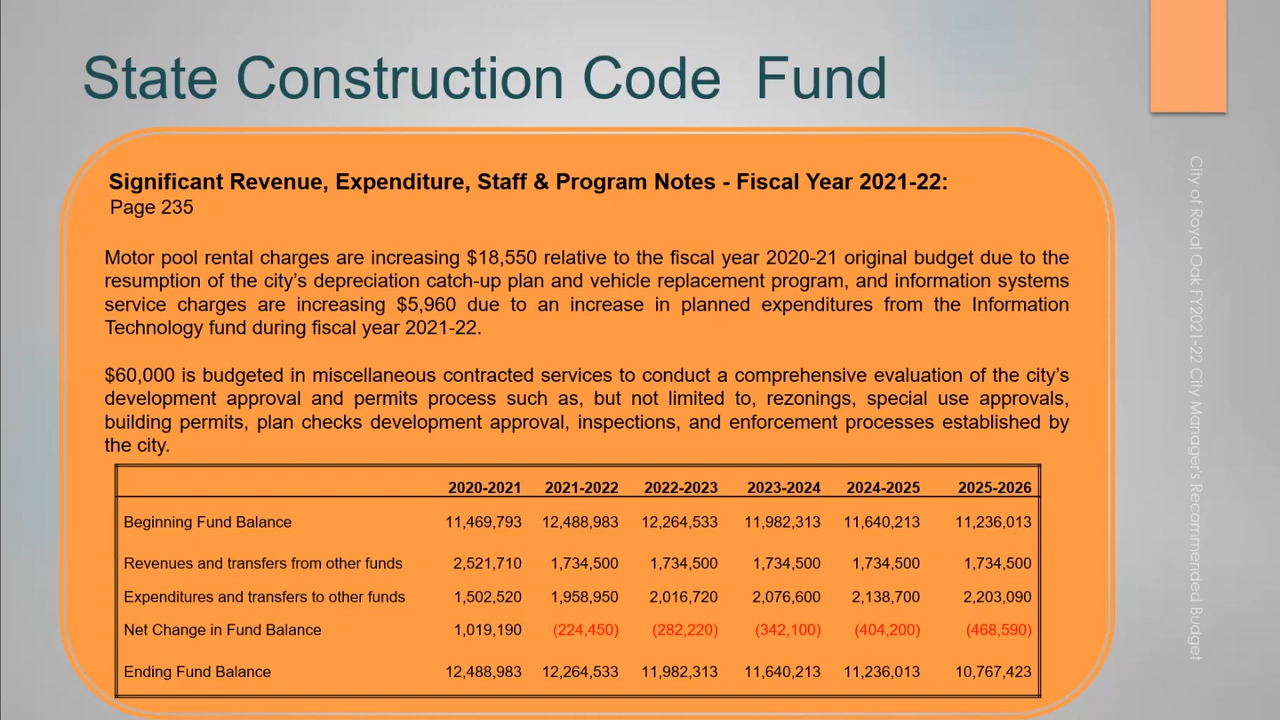 State Construction Code  Fund
Significant Revenue, Expenditure, Staff & Program Notes - Fiscal Year 2021-22:
Page 235
Motor pool rental charges are increasing $18,550 relative to the fiscal year 2020-21 original budget due to the
resumption of the city's depreciation catch-up plan and vehicle replacement program, and information systems
service charges are increasing $5,960 due to an increase in planned expenditures from the Information
Technology fund during fiscal year 2021-22.
$60,000 is budgeted in miscellaneous contracted services to conduct a comprehensive evaluation of the city's
development approval and permits process such as, but not limited to, rezonings, special use approvals,
building permits, plan checks development approval, inspections, and enforcement processes established by
the city.
2020-2021 2021-2022 2022-2023 2023-2024 2024-2025 2025-2026
Beginning Fund Balance 11,469,793 12,488,983 12,264,533 11,982,313 11,640,213 11,236,013
Revenues and transfers from other funds 2,521,710 1,734,500 1,734,500 1,734,500 1,734,500 1,734,500
Expenditures and transfers to other funds 1,502,520 1,958,950 2,016,720 2,076,600 2,138,700 2,203,090
Net Change in Fund Balance 1,019,190 (224,450) (282,220) (342,100) (404,200) (468,590)
Ending Fund Balance 12,488,983 12,264,533 11,982,313 11,640,213 11,236,013 10,767,423
City of Royal Oak FY2021-22 City Manager's Recommended Budget